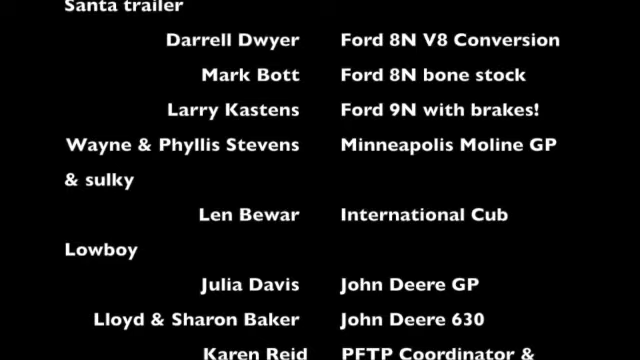 Santa trailer
Darrell Dwyer Ford 8N V8 Conversion
Mark Bott Ford 8N bone stock
Larry Kastens Ford 9N with brakes!
Wayne & Phyllis Stevens Minneapolis Moline GP
& sulky
Len Bewar International Cub
Lowboy
Julia Davis John Deere GP
Lloyd & Sharon Baker John Deere 630
Karen Reid PFTP Coordinator &